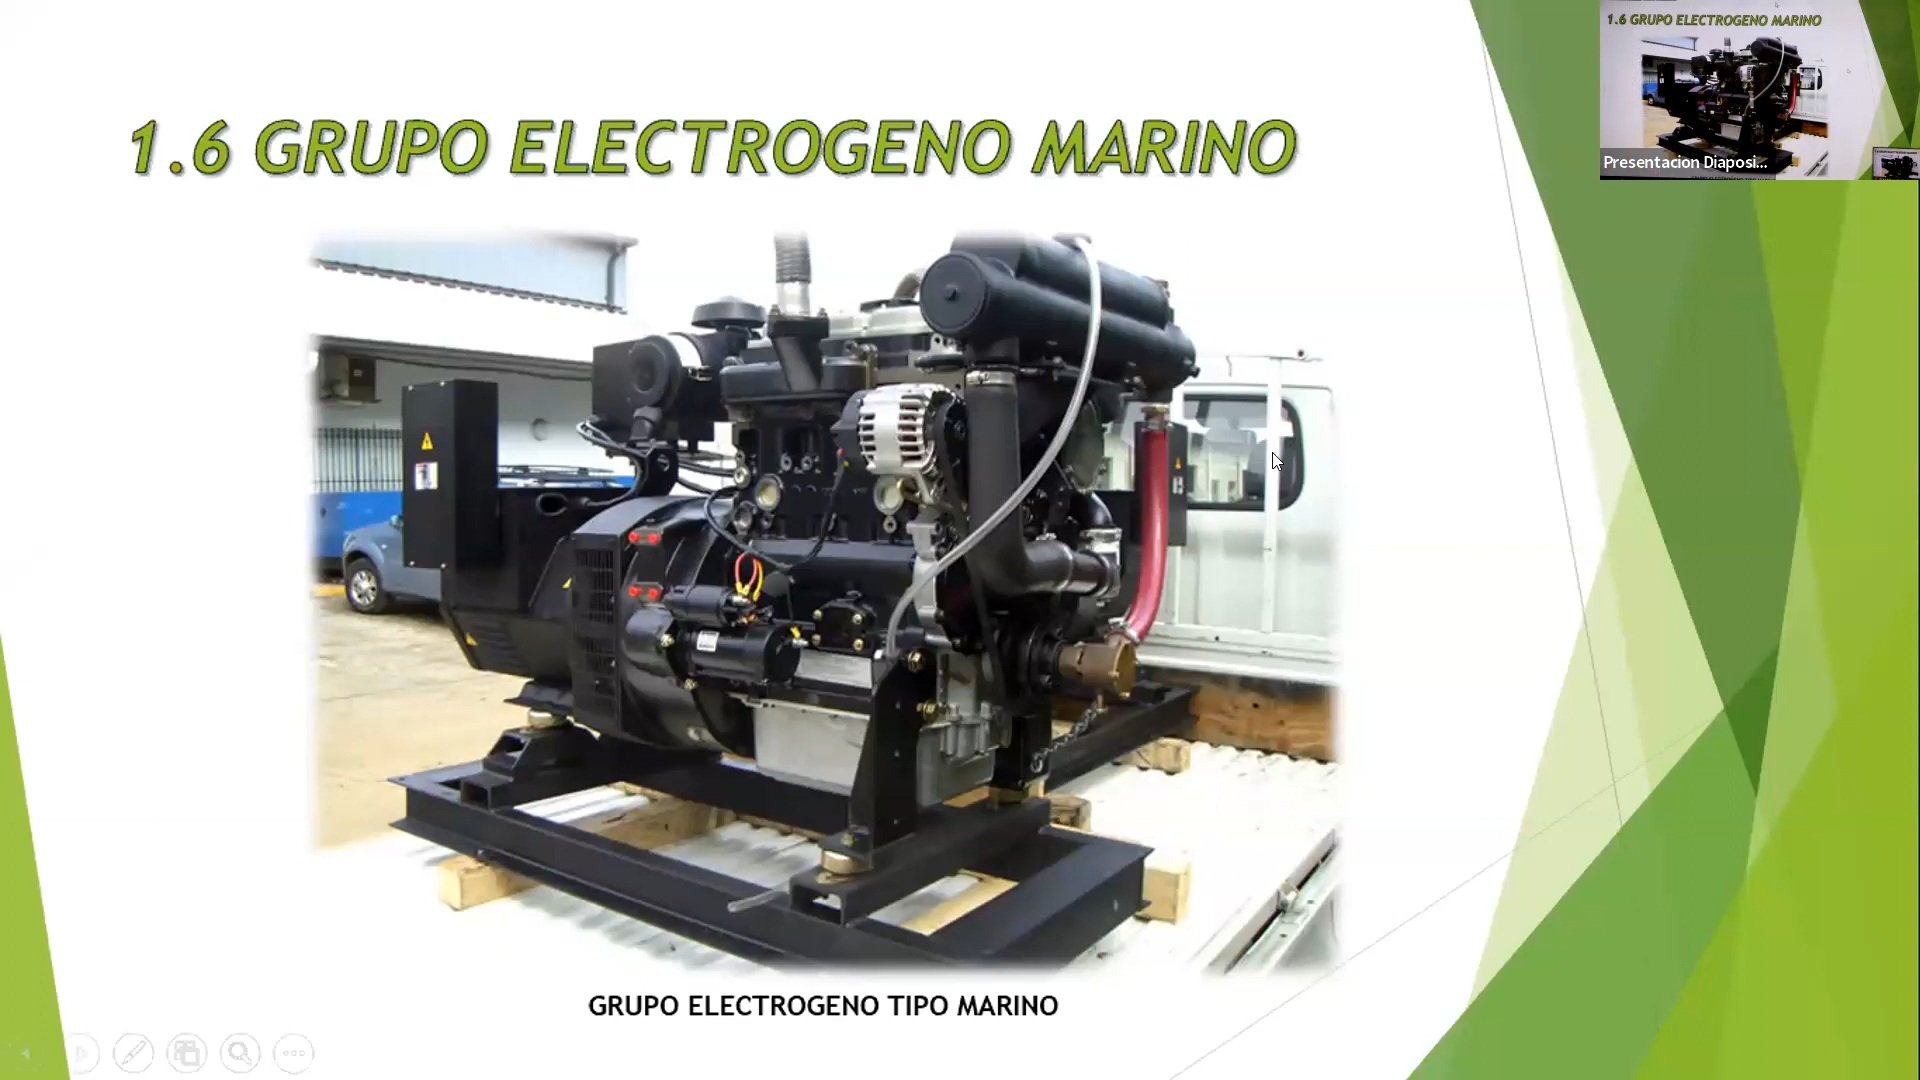 1.6 GRUPO ELECTROGENO MARINO
GRUPO ELECTROGENO TIPO MARINO
1.6 GRUPO ELECTROGENO MARINO
Presentacion Diaposi...